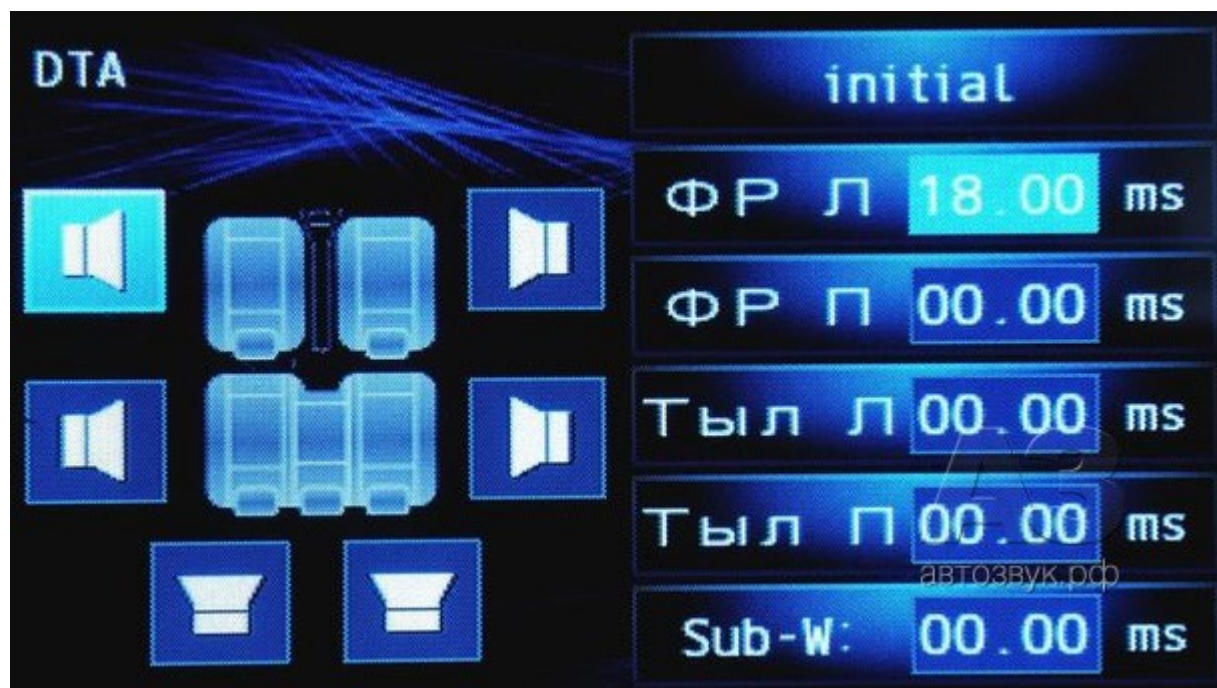 DTA
initial
ФР Л 18.00 ms
ФР П 00.00 ms
Тыл Л 00.00 ms
Тыл П 00.00 ms
Sub-W: 00.00 ms
АЗ
автозвук.рф